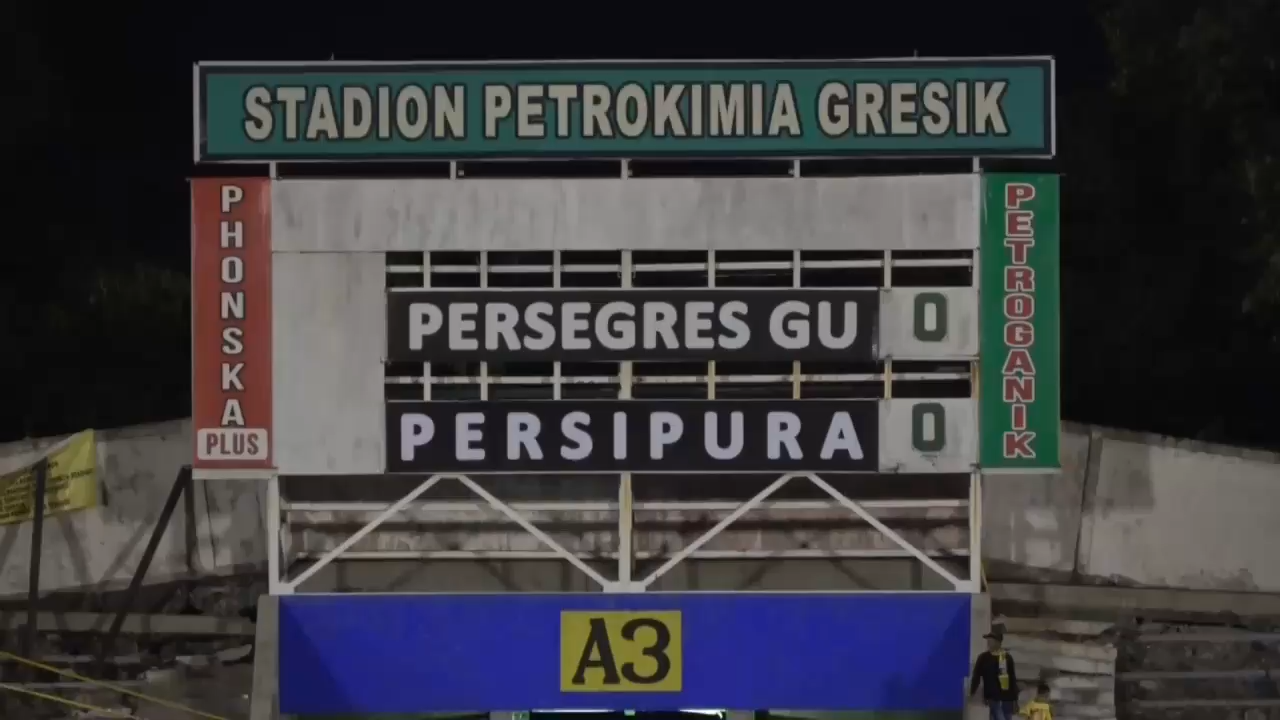 STADION PETROKIMIA GRESIK
PHONSKA
PLUS
PERSEGRES GU 0
PERSIPURA 0
PETROGANIK
A3